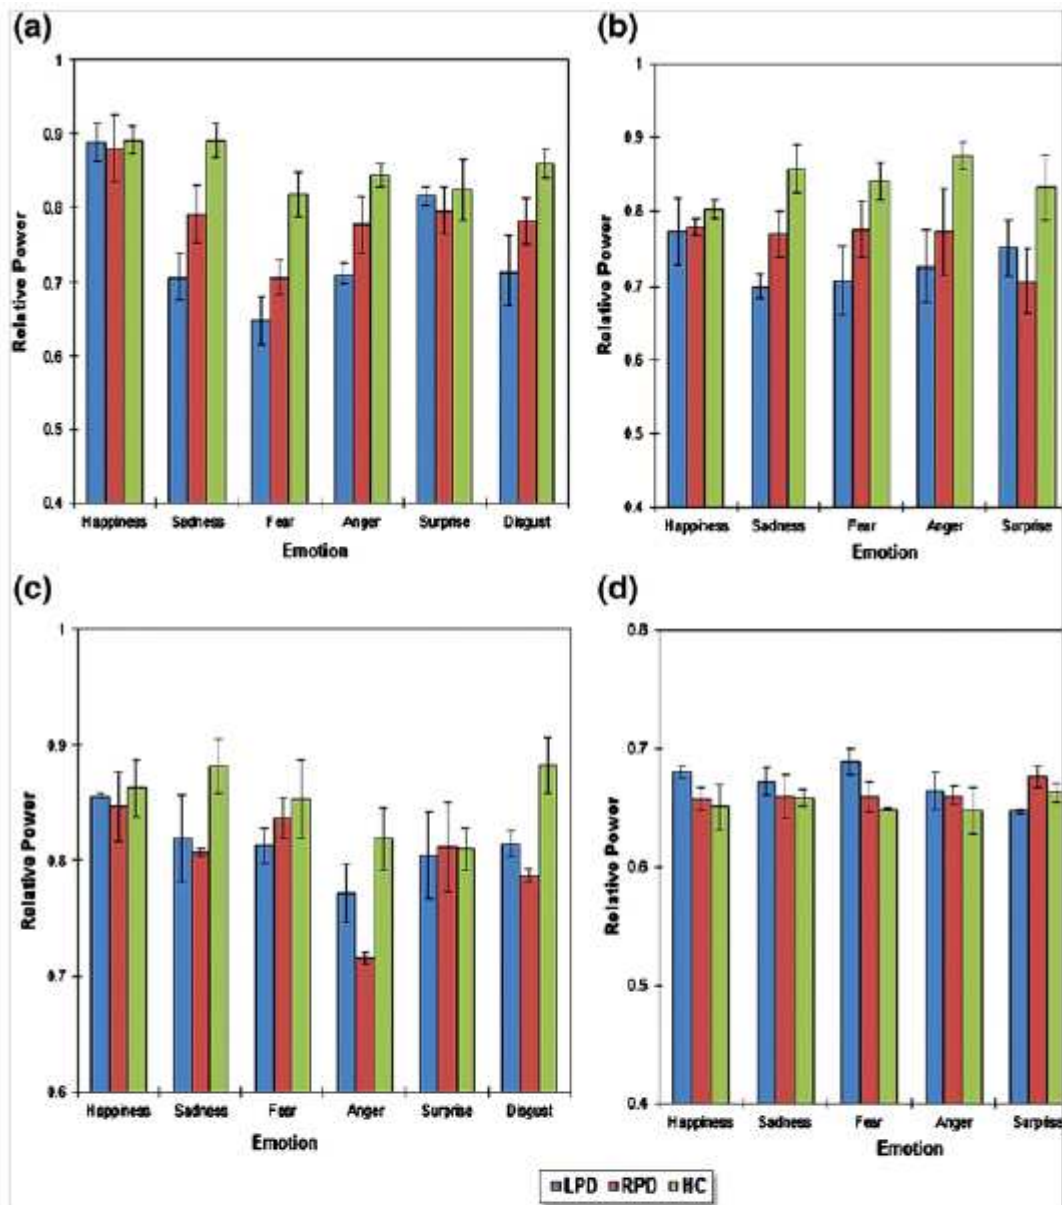 (a)
1
0.9
0.8
0.7
0.6
0.5
0.4
Relative Power
Happiness Sadness Fear Anger Surprise Disgust
Emotion
(b)
1
0.9
0.8
0.7
0.6
0.5
0.4
Relative Power
Happiness Sadness Fear Anger Surprise
Emotion
(c)
1
0.9
0.8
0.7
0.6
Relative Power
Happiness Sadness Fear Anger Surprise Disgust
Emotion
(d)
0.8
0.7
0.6
0.5
0.4
Relative Power
Happiness Sadness Fear Anger Surprise
Emotion
LPD RPD HC